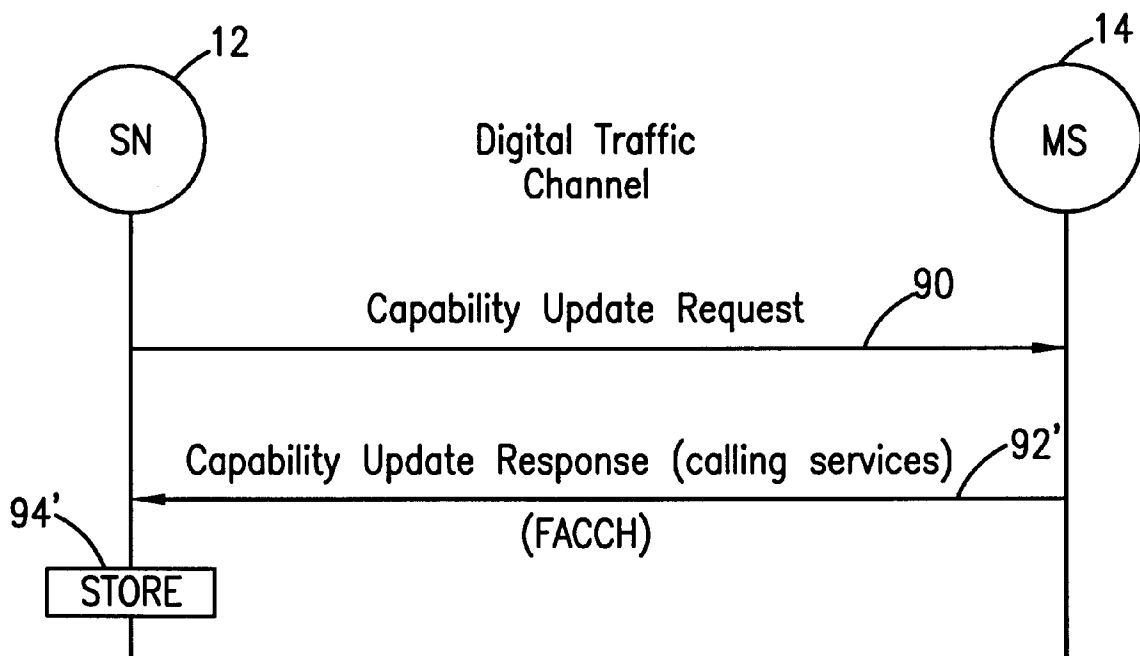 12
14
SN
Digital Traffic
Channel
MS
90
Capability Update Request
92'
Capability Update Response (calling services)
94'
(FACCH)
STORE